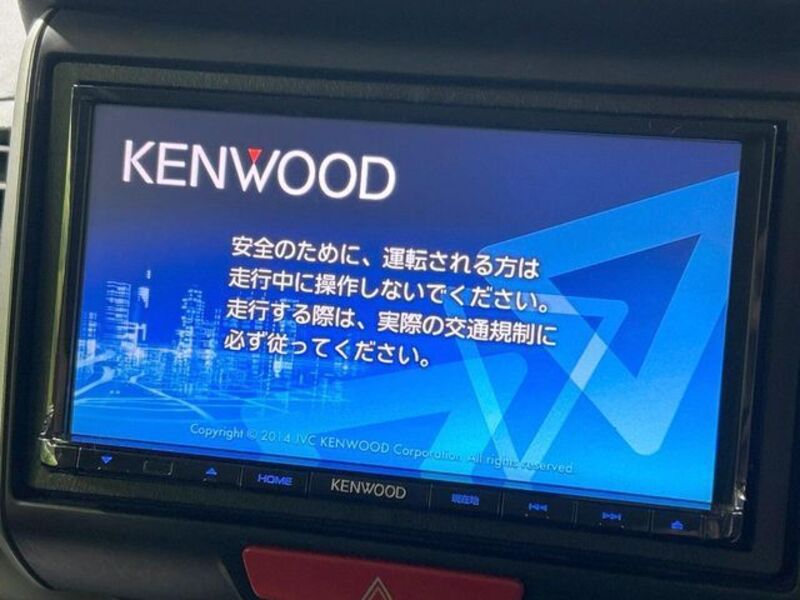 KENWOOD
安全のために、運転される方は
走行中に操作しないでください。
走行する際は、実際の交通規制に
必ず従ってください。
Copyright © 2014 JVC KENWOOD Corporation. All rights reserved.
HOME
KENWOOD
現在地